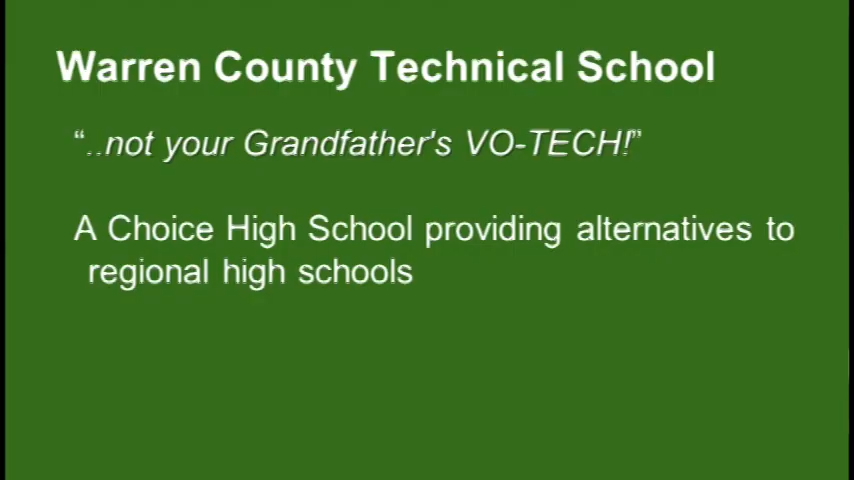 Warren County Technical School
“..not your Grandfather's VO-TECH!”
A Choice High School providing alternatives to
regional high schools